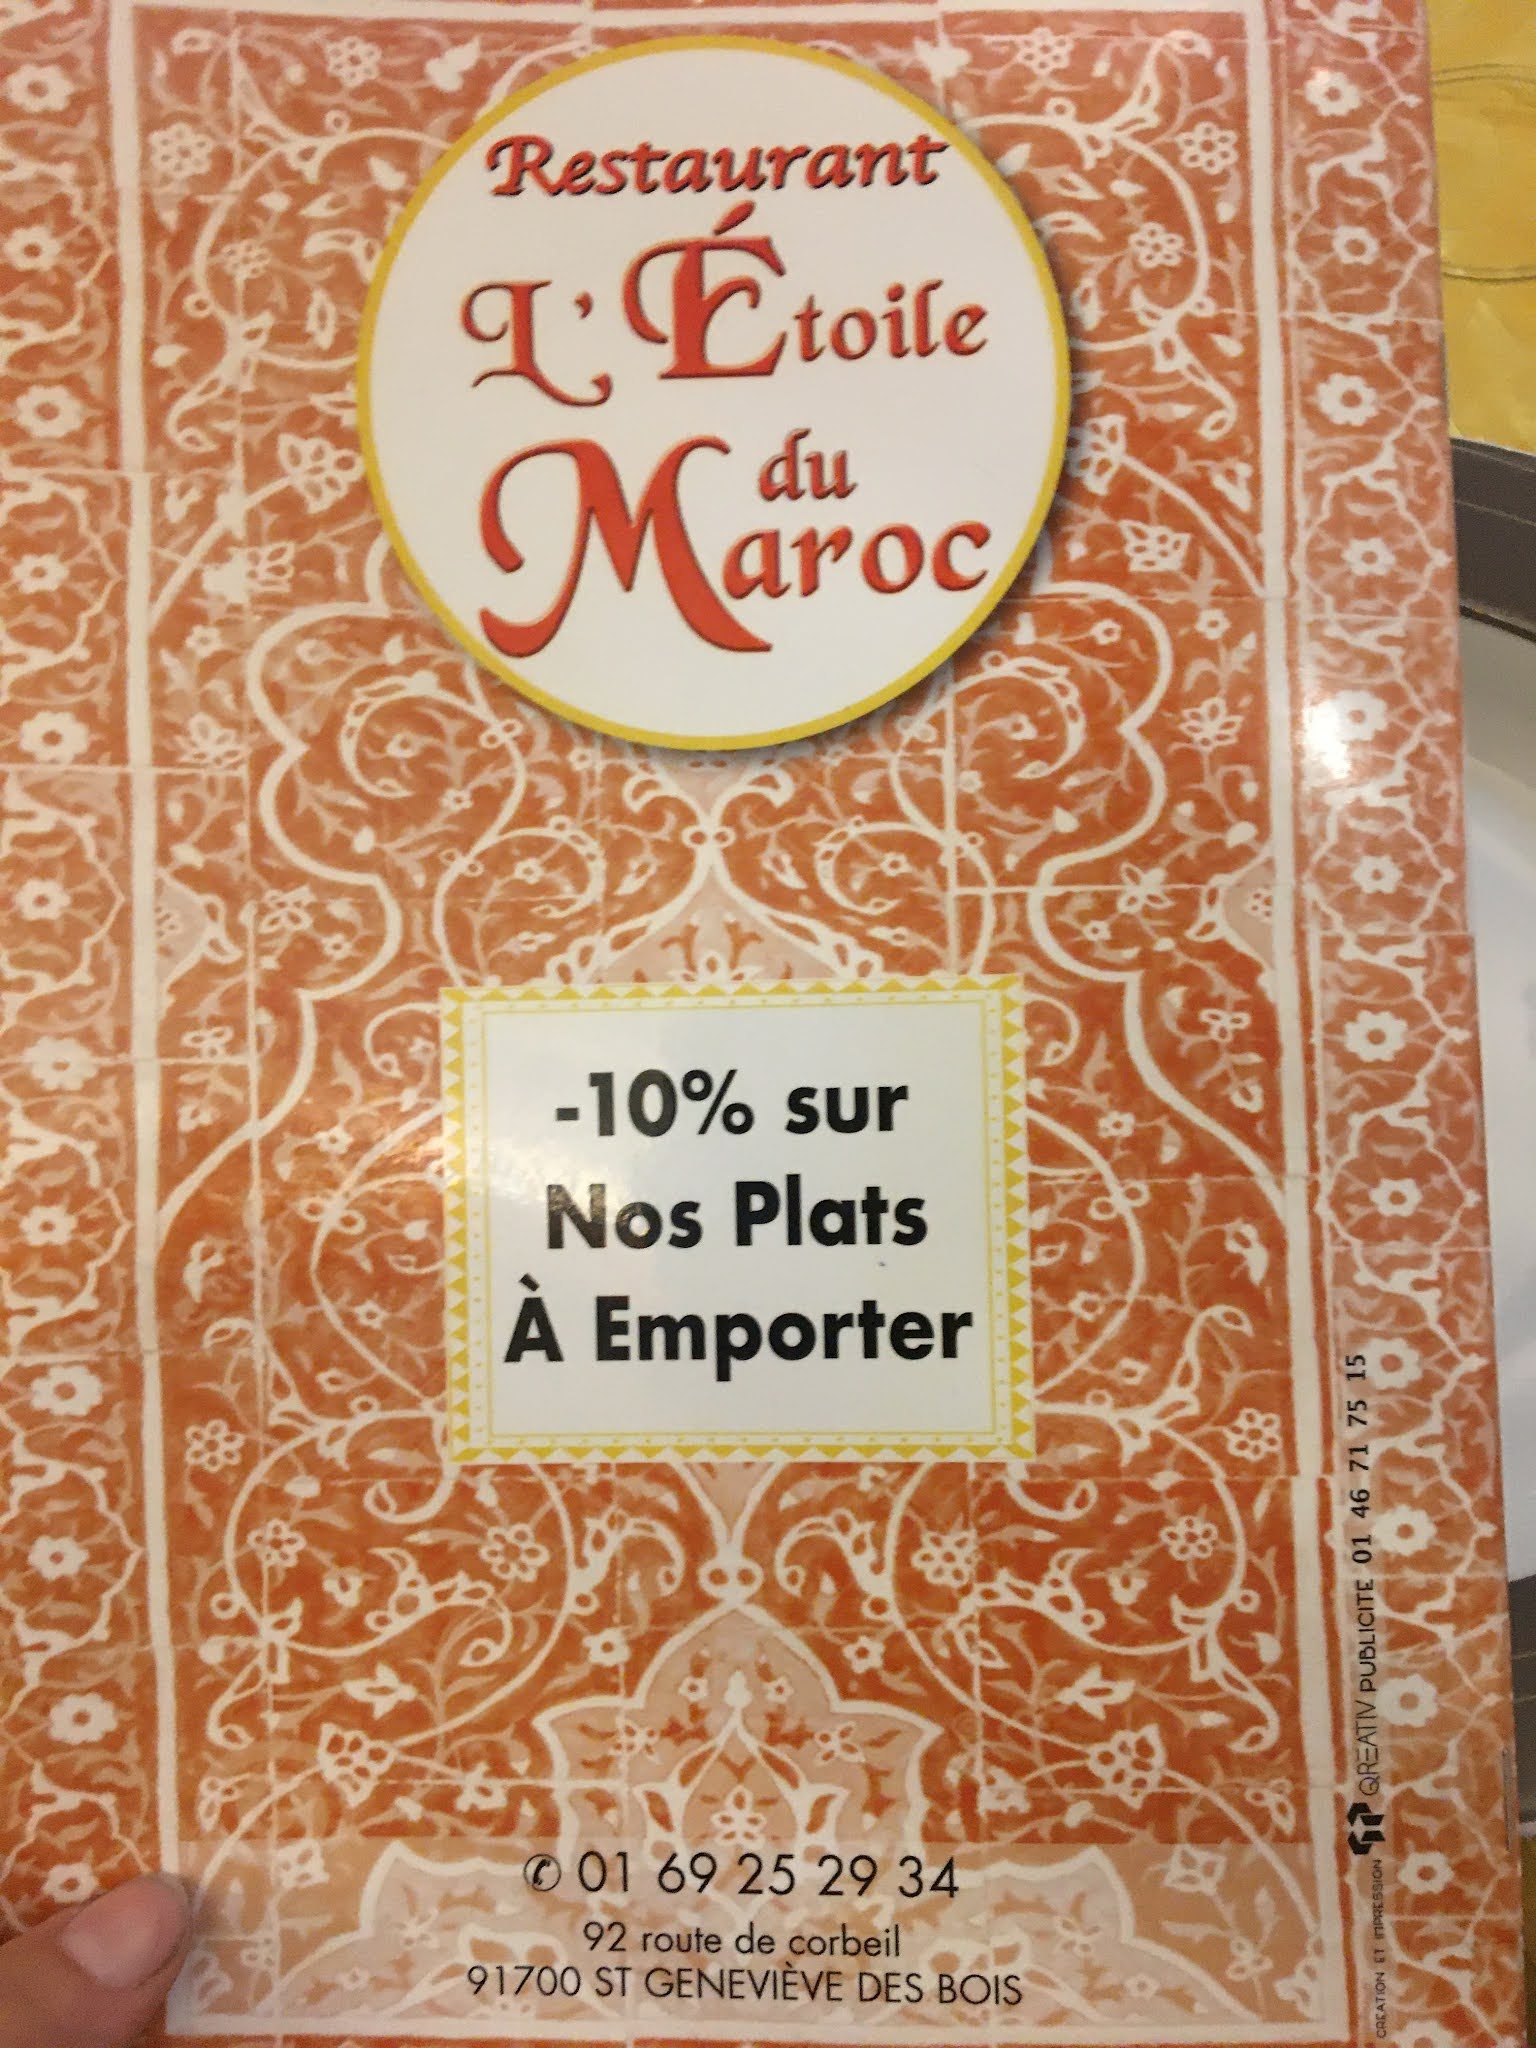 Restaurant
L'Étoile
du
Maroc
-10% sur
Nos Plats
À Emporter
✆ 01 69 25 29 34
92 route de corbeil
91700 ST GENEVIÈVE DES BOIS
CREATION ET IMPRESSION QREATIV PUBLICITE 01 46 71 75 15